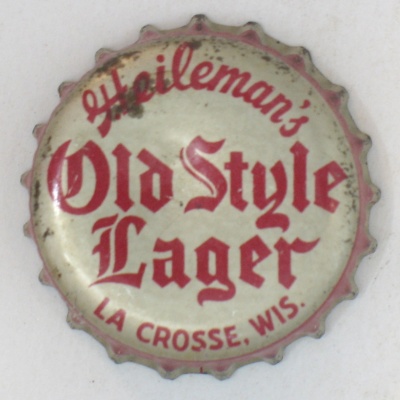 Heileman's
Old Style
Lager
LA CROSSE, WIS.